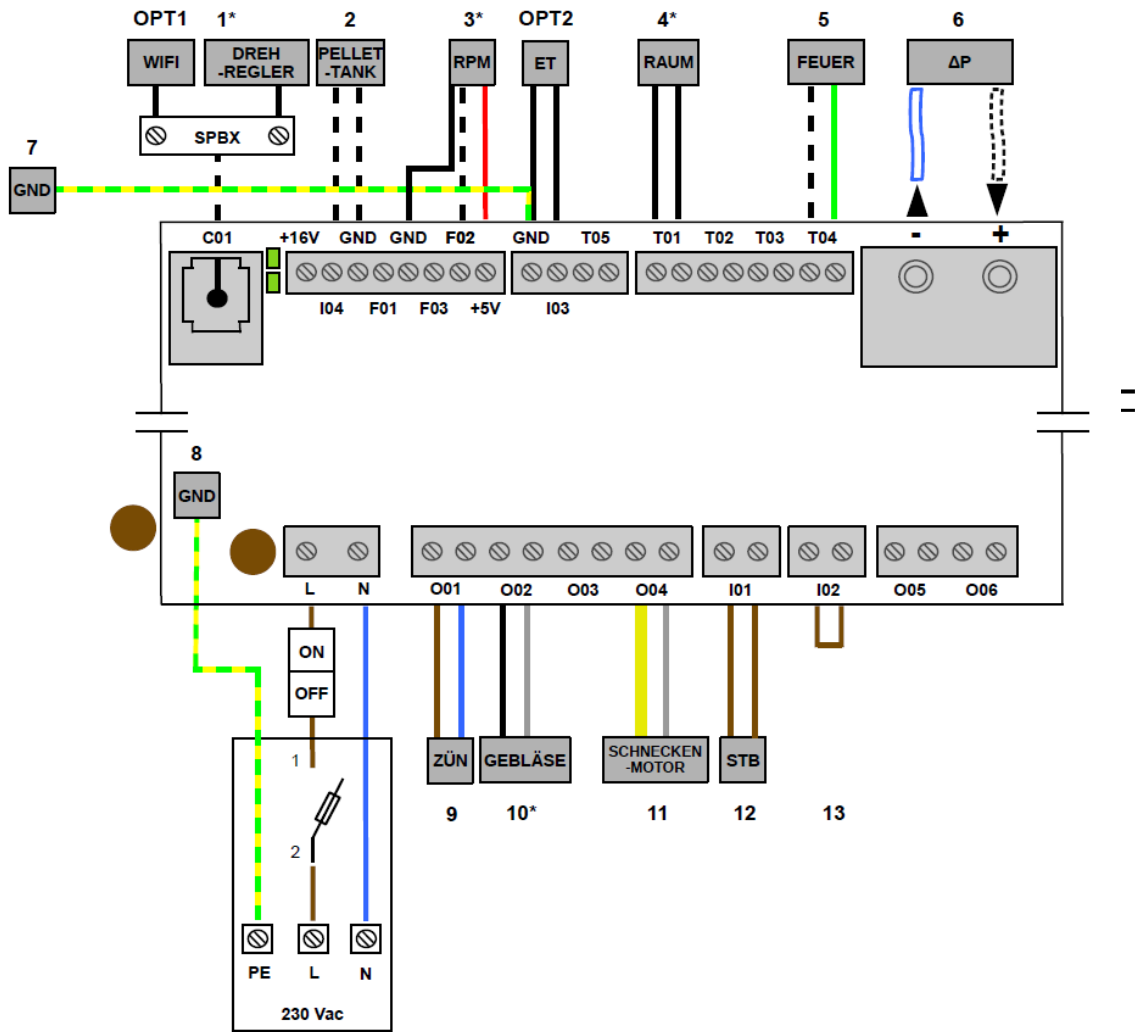 OPT1 1* 2 3* OPT2 4* 5 6
WIFI
DREH
-REGLER
PELLET
-TANK
RPM
ET
RAUM
FEUER
ΔP
SPBX
7
GND
- +
C01 +16V GND GND F02 GND T05 T01 T02 T03 T04
I04 F01 F03 +5V I03
8
GND
L N O01 O02 O03 O04 I01 I02 O05 O06
ON
OFF
ZÜN
GEBLÄSE
SCHNECKEN
-MOTOR
STB
9 10* 11 12 13
1
2
PE L N
230 Vac